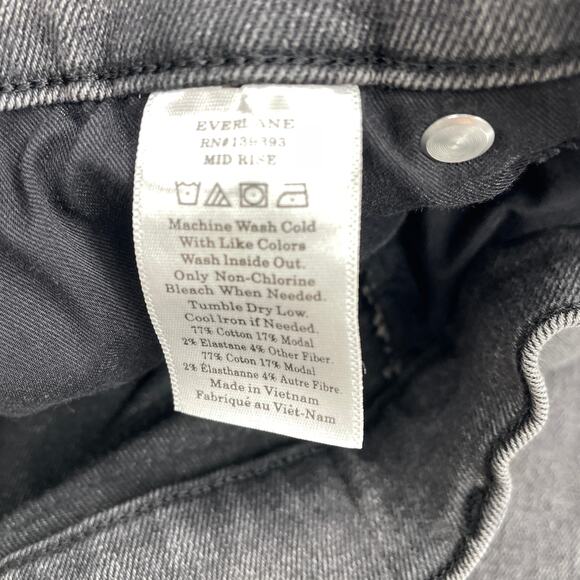 EVERLANE
RN#139393
MID RISE
Machine Wash Cold
With Like Colors
Wash Inside Out.
Only Non-Chlorine
Bleach When Needed.
Tumble Dry Low.
Cool Iron if Needed.
77% Cotton 17% Modal
2% Elastane 4% Other Fiber.
77% Coton 17% Modal
2% Élasthanne 4% Autre Fibre.
Made in Vietnam
Fabriqué au Viêt-Nam